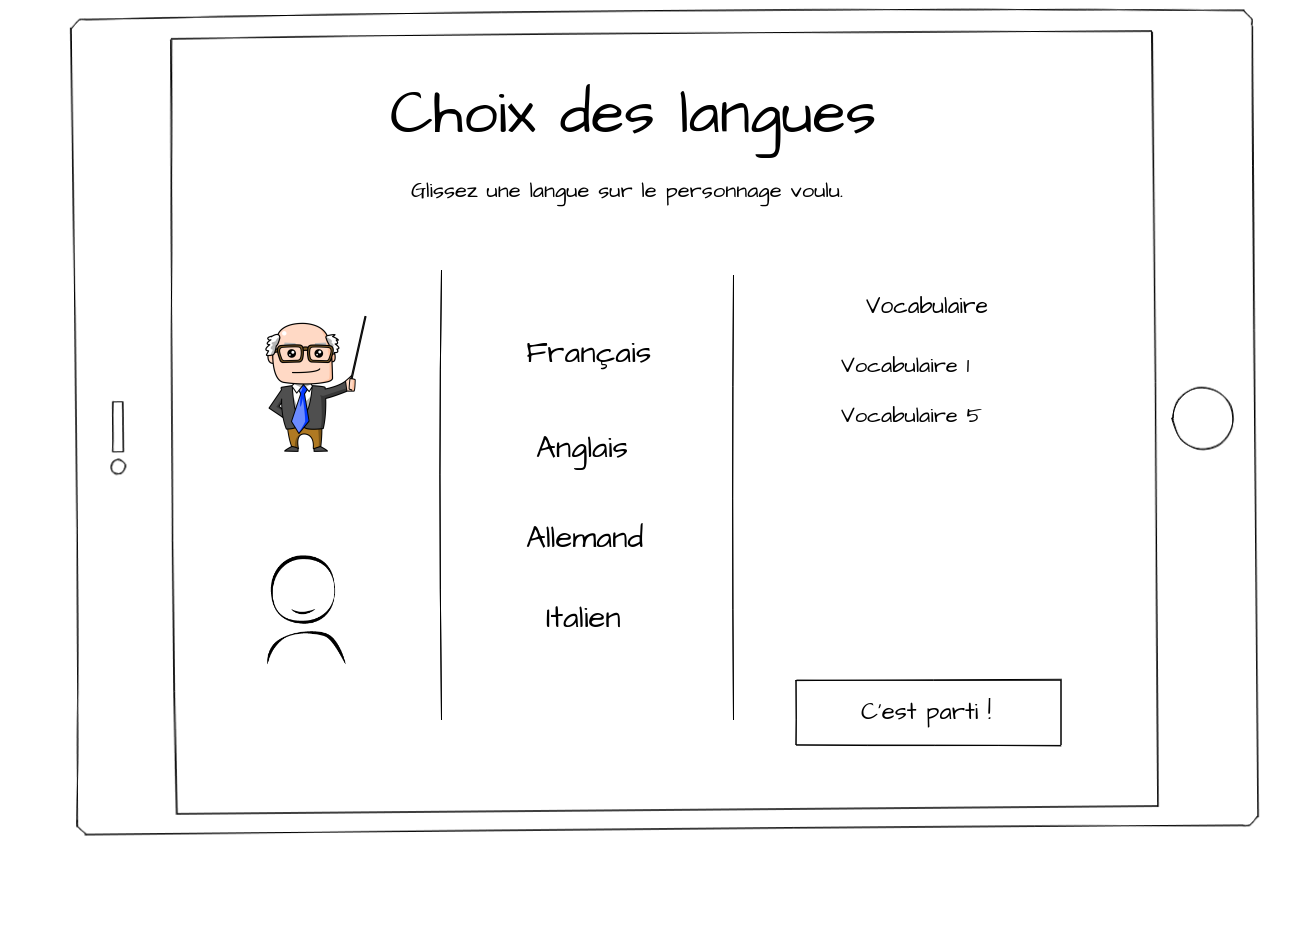 Choix des langues
Glissez une langue sur le personnage voulu.
Français
Anglais
Allemand
Italien
Vocabulaire
Vocabulaire 1
Vocabulaire 5
C'est parti !